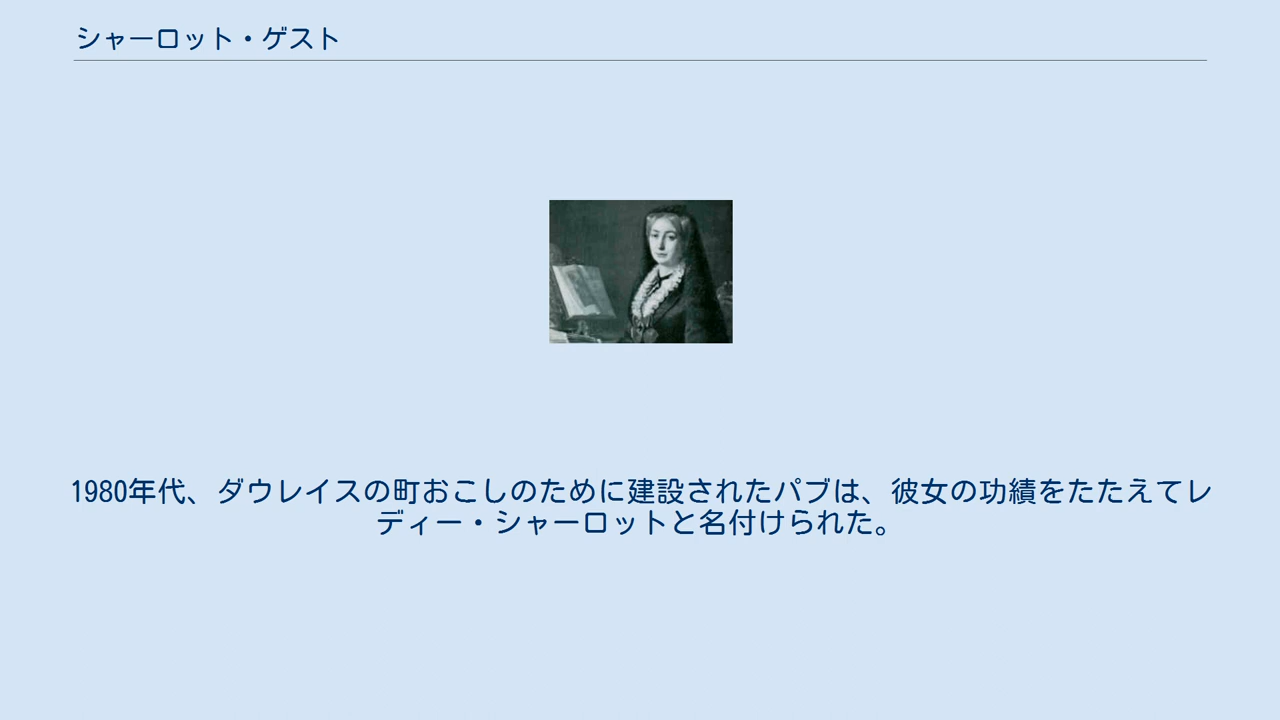 シャーロット・ゲスト
1980年代、ダウレイスの町おこしのために建設されたパブは、彼女の功績をたたえてレ
ディー・シャーロットと名付けられた。